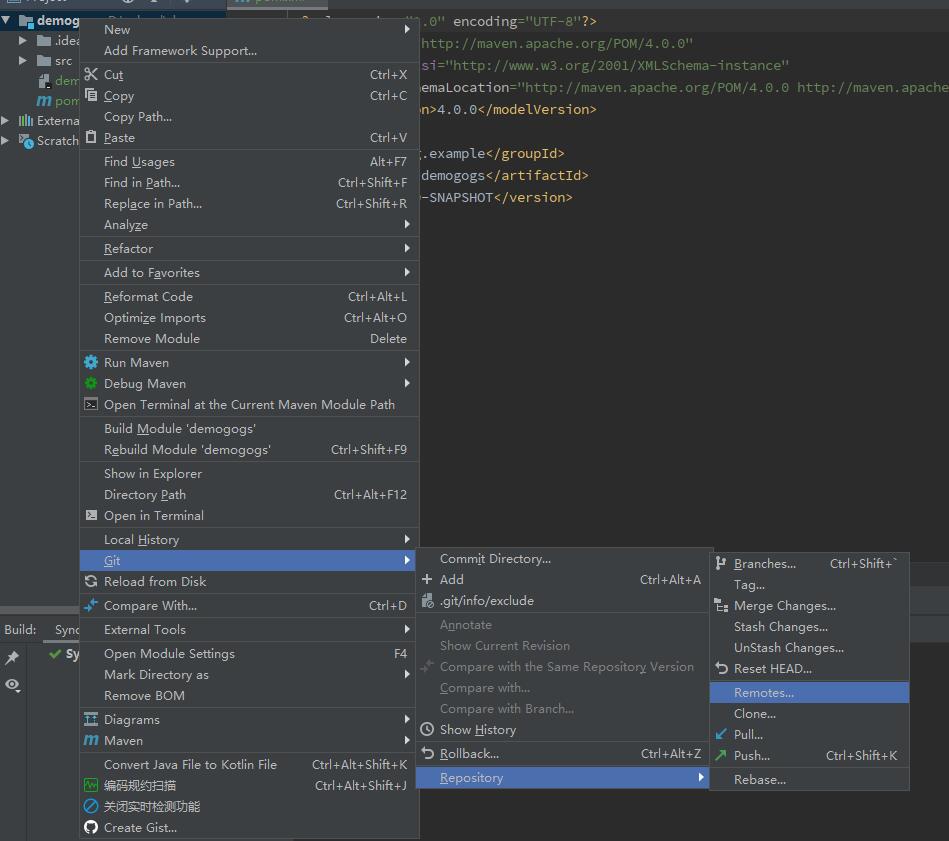 demog
.idea
src
dem
pom
Externa
Scratch
encoding="UTF-8"?>
http://maven.apache.org/POM/4.0.0"
si="http://www.w3.org/2001/XMLSchema-instance"
emaLocation="http://maven.apache.org/POM/4.0.0 http://maven.apache
n>4.0.0</modelVersion>
.example</groupId>
demogogs</artifactId>
-SNAPSHOT</version>
New
Add Framework Support...
Cut Ctrl+X
Copy Ctrl+C
Copy Path...
Paste Ctrl+V
Find Usages Alt+F7
Find in Path... Ctrl+Shift+F
Replace in Path... Ctrl+Shift+R
Analyze
Refactor
Add to Favorites
Reformat Code Ctrl+Alt+L
Optimize Imports Ctrl+Alt+O
Remove Module Delete
Run Maven
Debug Maven
Open Terminal at the Current Maven Module Path
Build Module 'demogogs'
Rebuild Module 'demogogs' Ctrl+Shift+F9
Show in Explorer
Directory Path Ctrl+Alt+F12
Open in Terminal
Local History
Git
Reload from Disk
Compare With... Ctrl+D
External Tools
Open Module Settings F4
Mark Directory as
Remove BOM
Diagrams
Maven
Convert Java File to Kotlin File Ctrl+Alt+Shift+K
编码规约扫描 Ctrl+Alt+Shift+J
关闭实时检测功能
Create Gist...
Commit Directory...
Add Ctrl+Alt+A
.git/info/exclude
Annotate
Show Current Revision
Compare with the Same Repository Version
Compare with...
Compare with Branch...
Show History
Rollback... Ctrl+Alt+Z
Repository
Branches... Ctrl+Shift+`
Tag...
Merge Changes...
Stash Changes...
UnStash Changes...
Reset HEAD...
Remotes...
Clone...
Pull...
Push... Ctrl+Shift+K
Rebase...
Build: Sync
Sy